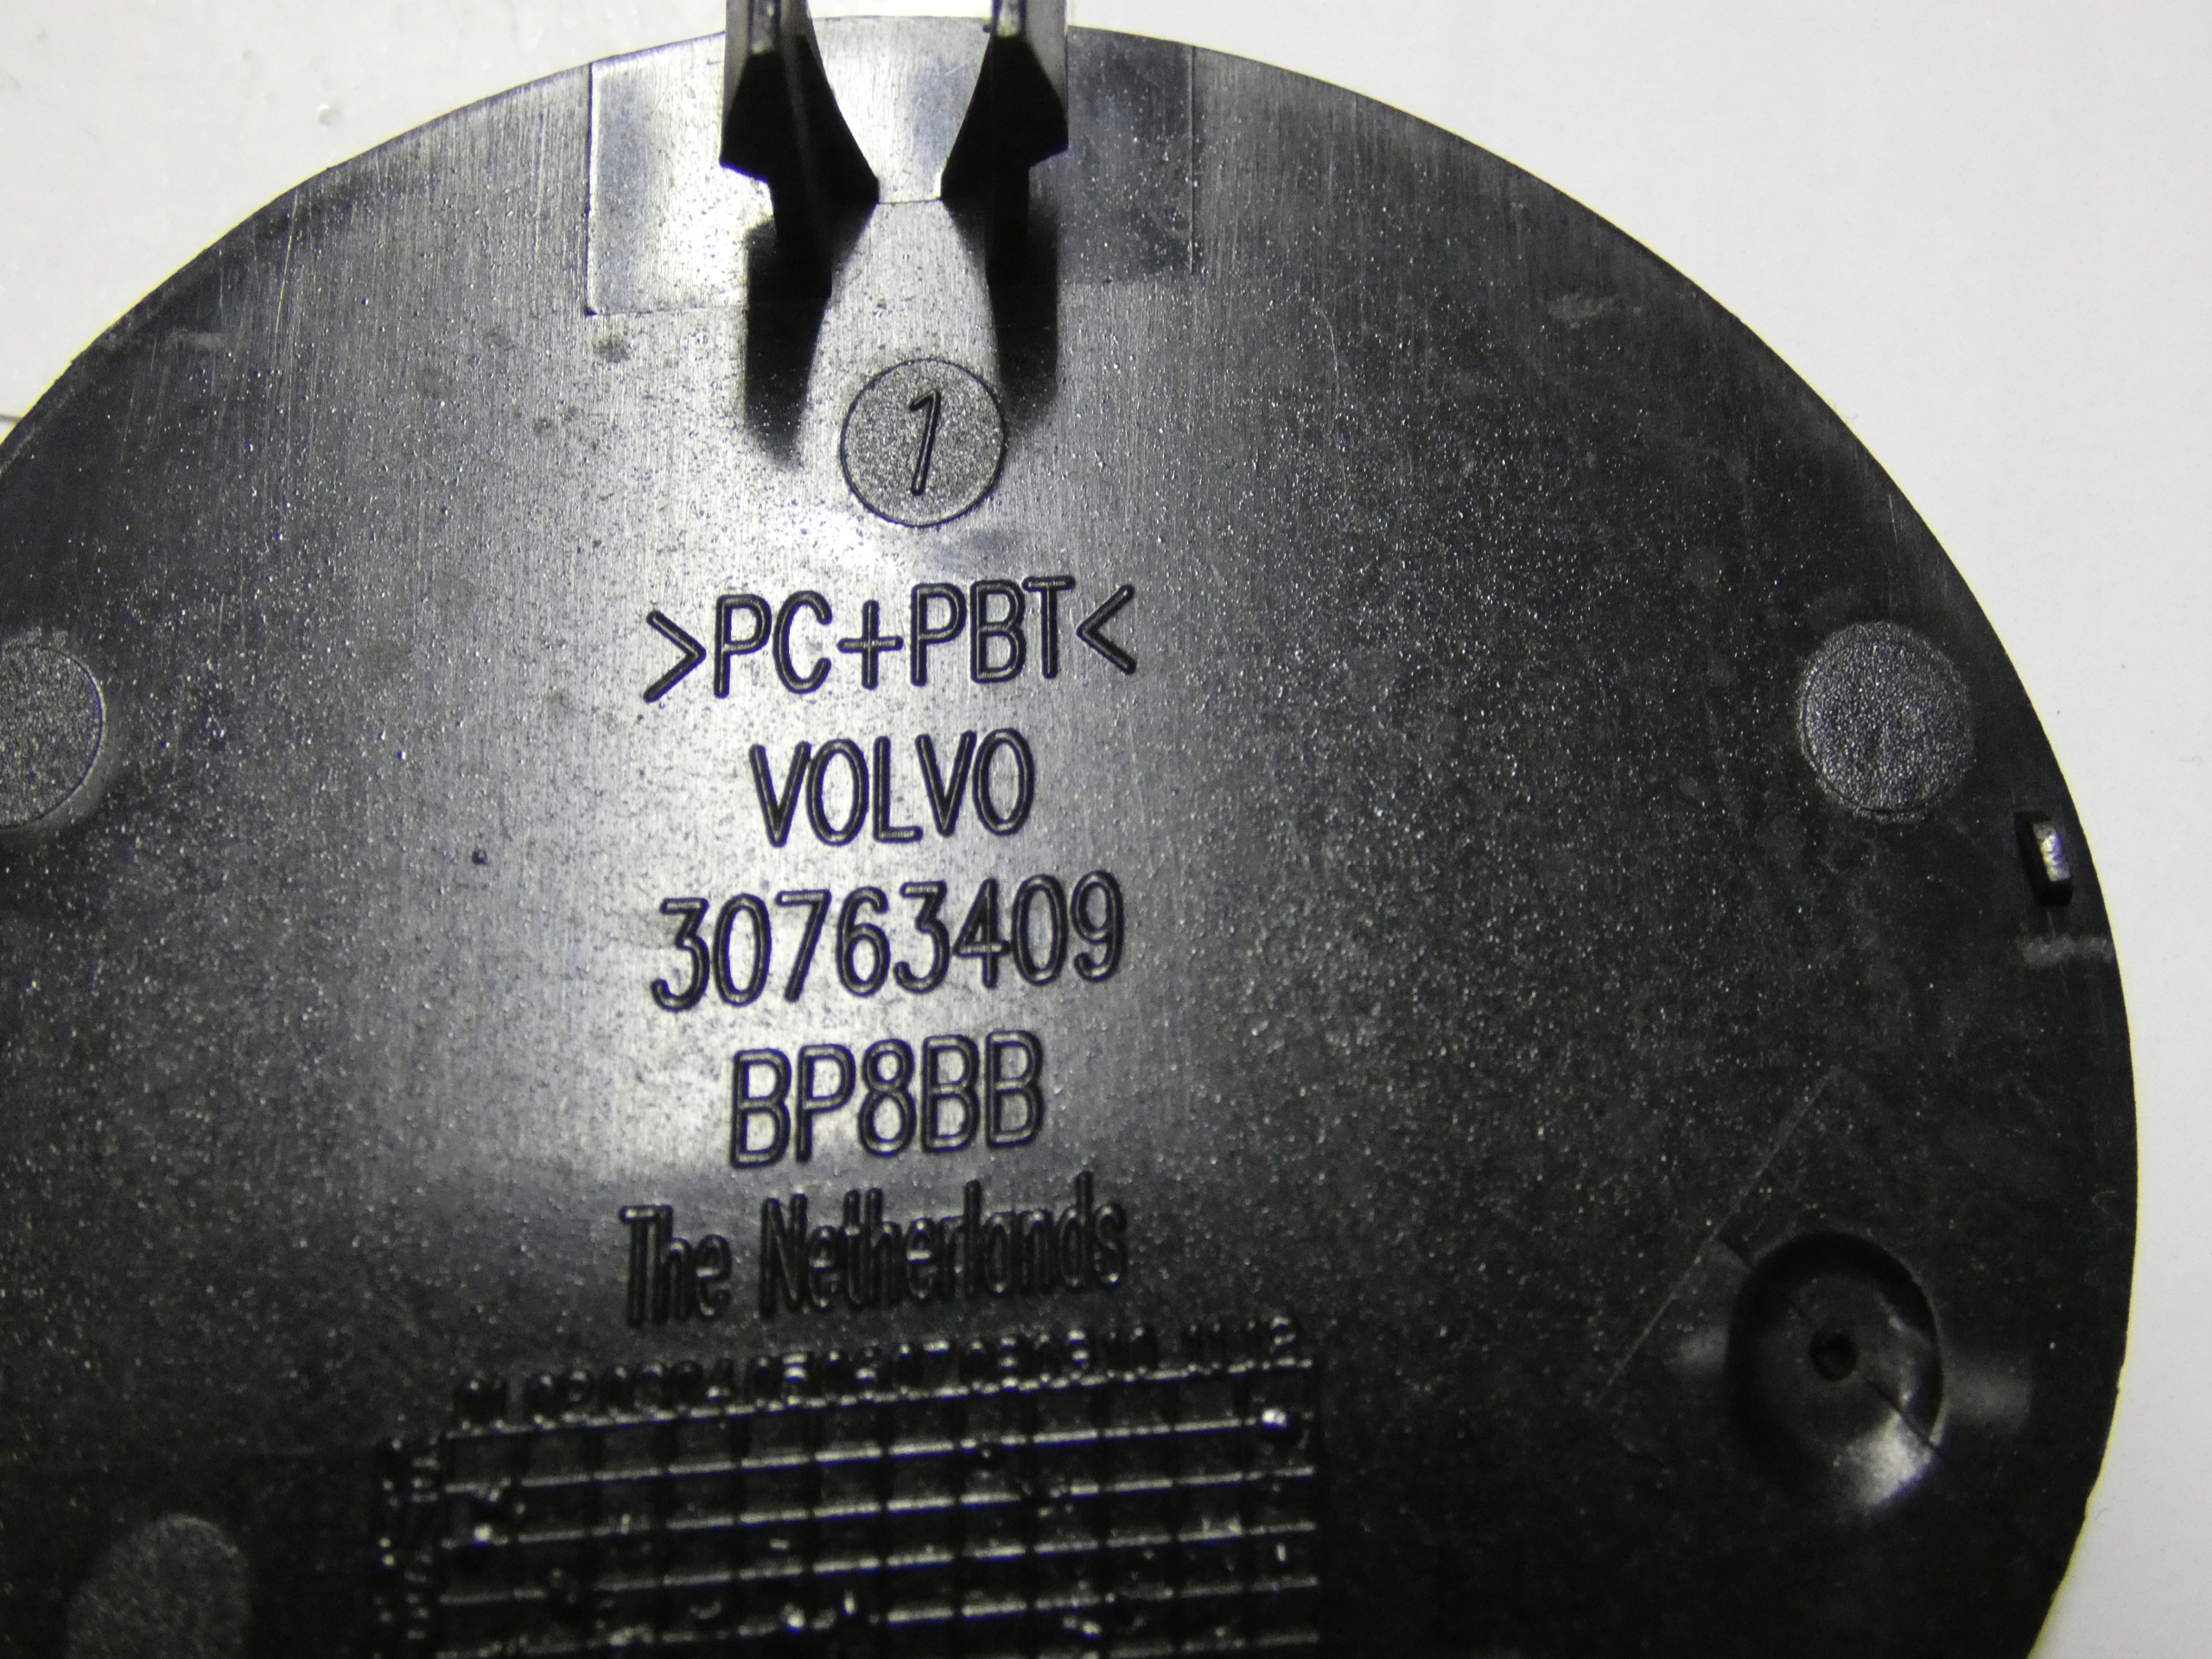 1
>PC+PBT<
VOLVO
30763409
BP8BB
The Netherlands